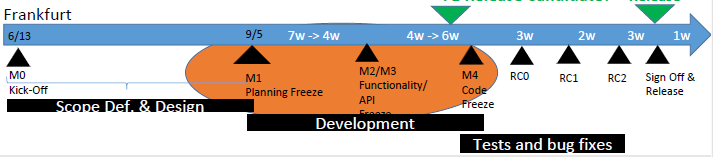 Frankfurt
6/13
9/5
7w -> 4w
4w -> 6w
3w
2w
3w
1w
M0
Kick-Off
M1
Planning Freeze
M2/M3
Functionality/
API
M4
Code
Freeze
RC0
RC1
RC2
Sign Off &
Release
Scope Def. & Design
Development
Tests and bug fixes